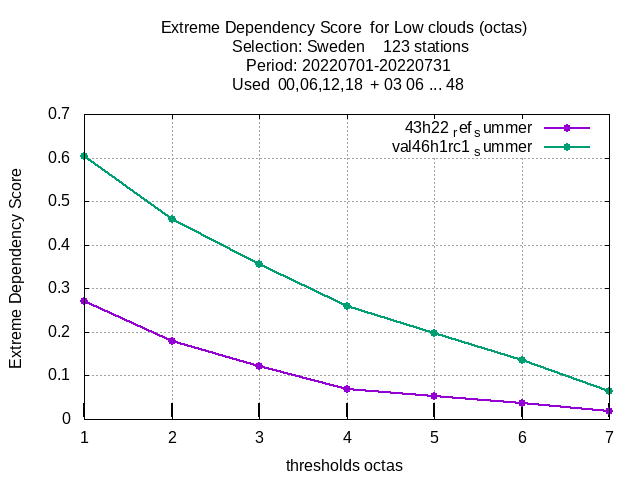 Extreme Dependency Score  for Low clouds (octas)
Selection: Sweden    123 stations
Period: 20220701-20220731
Used  00,06,12,18  + 03 06 ... 48
43h22 ref summer
val46h1rc1 summer
Extreme Dependency Score
0.7
0.6
0.5
0.4
0.3
0.2
0.1
0
1 2 3 4 5 6 7
thresholds octas